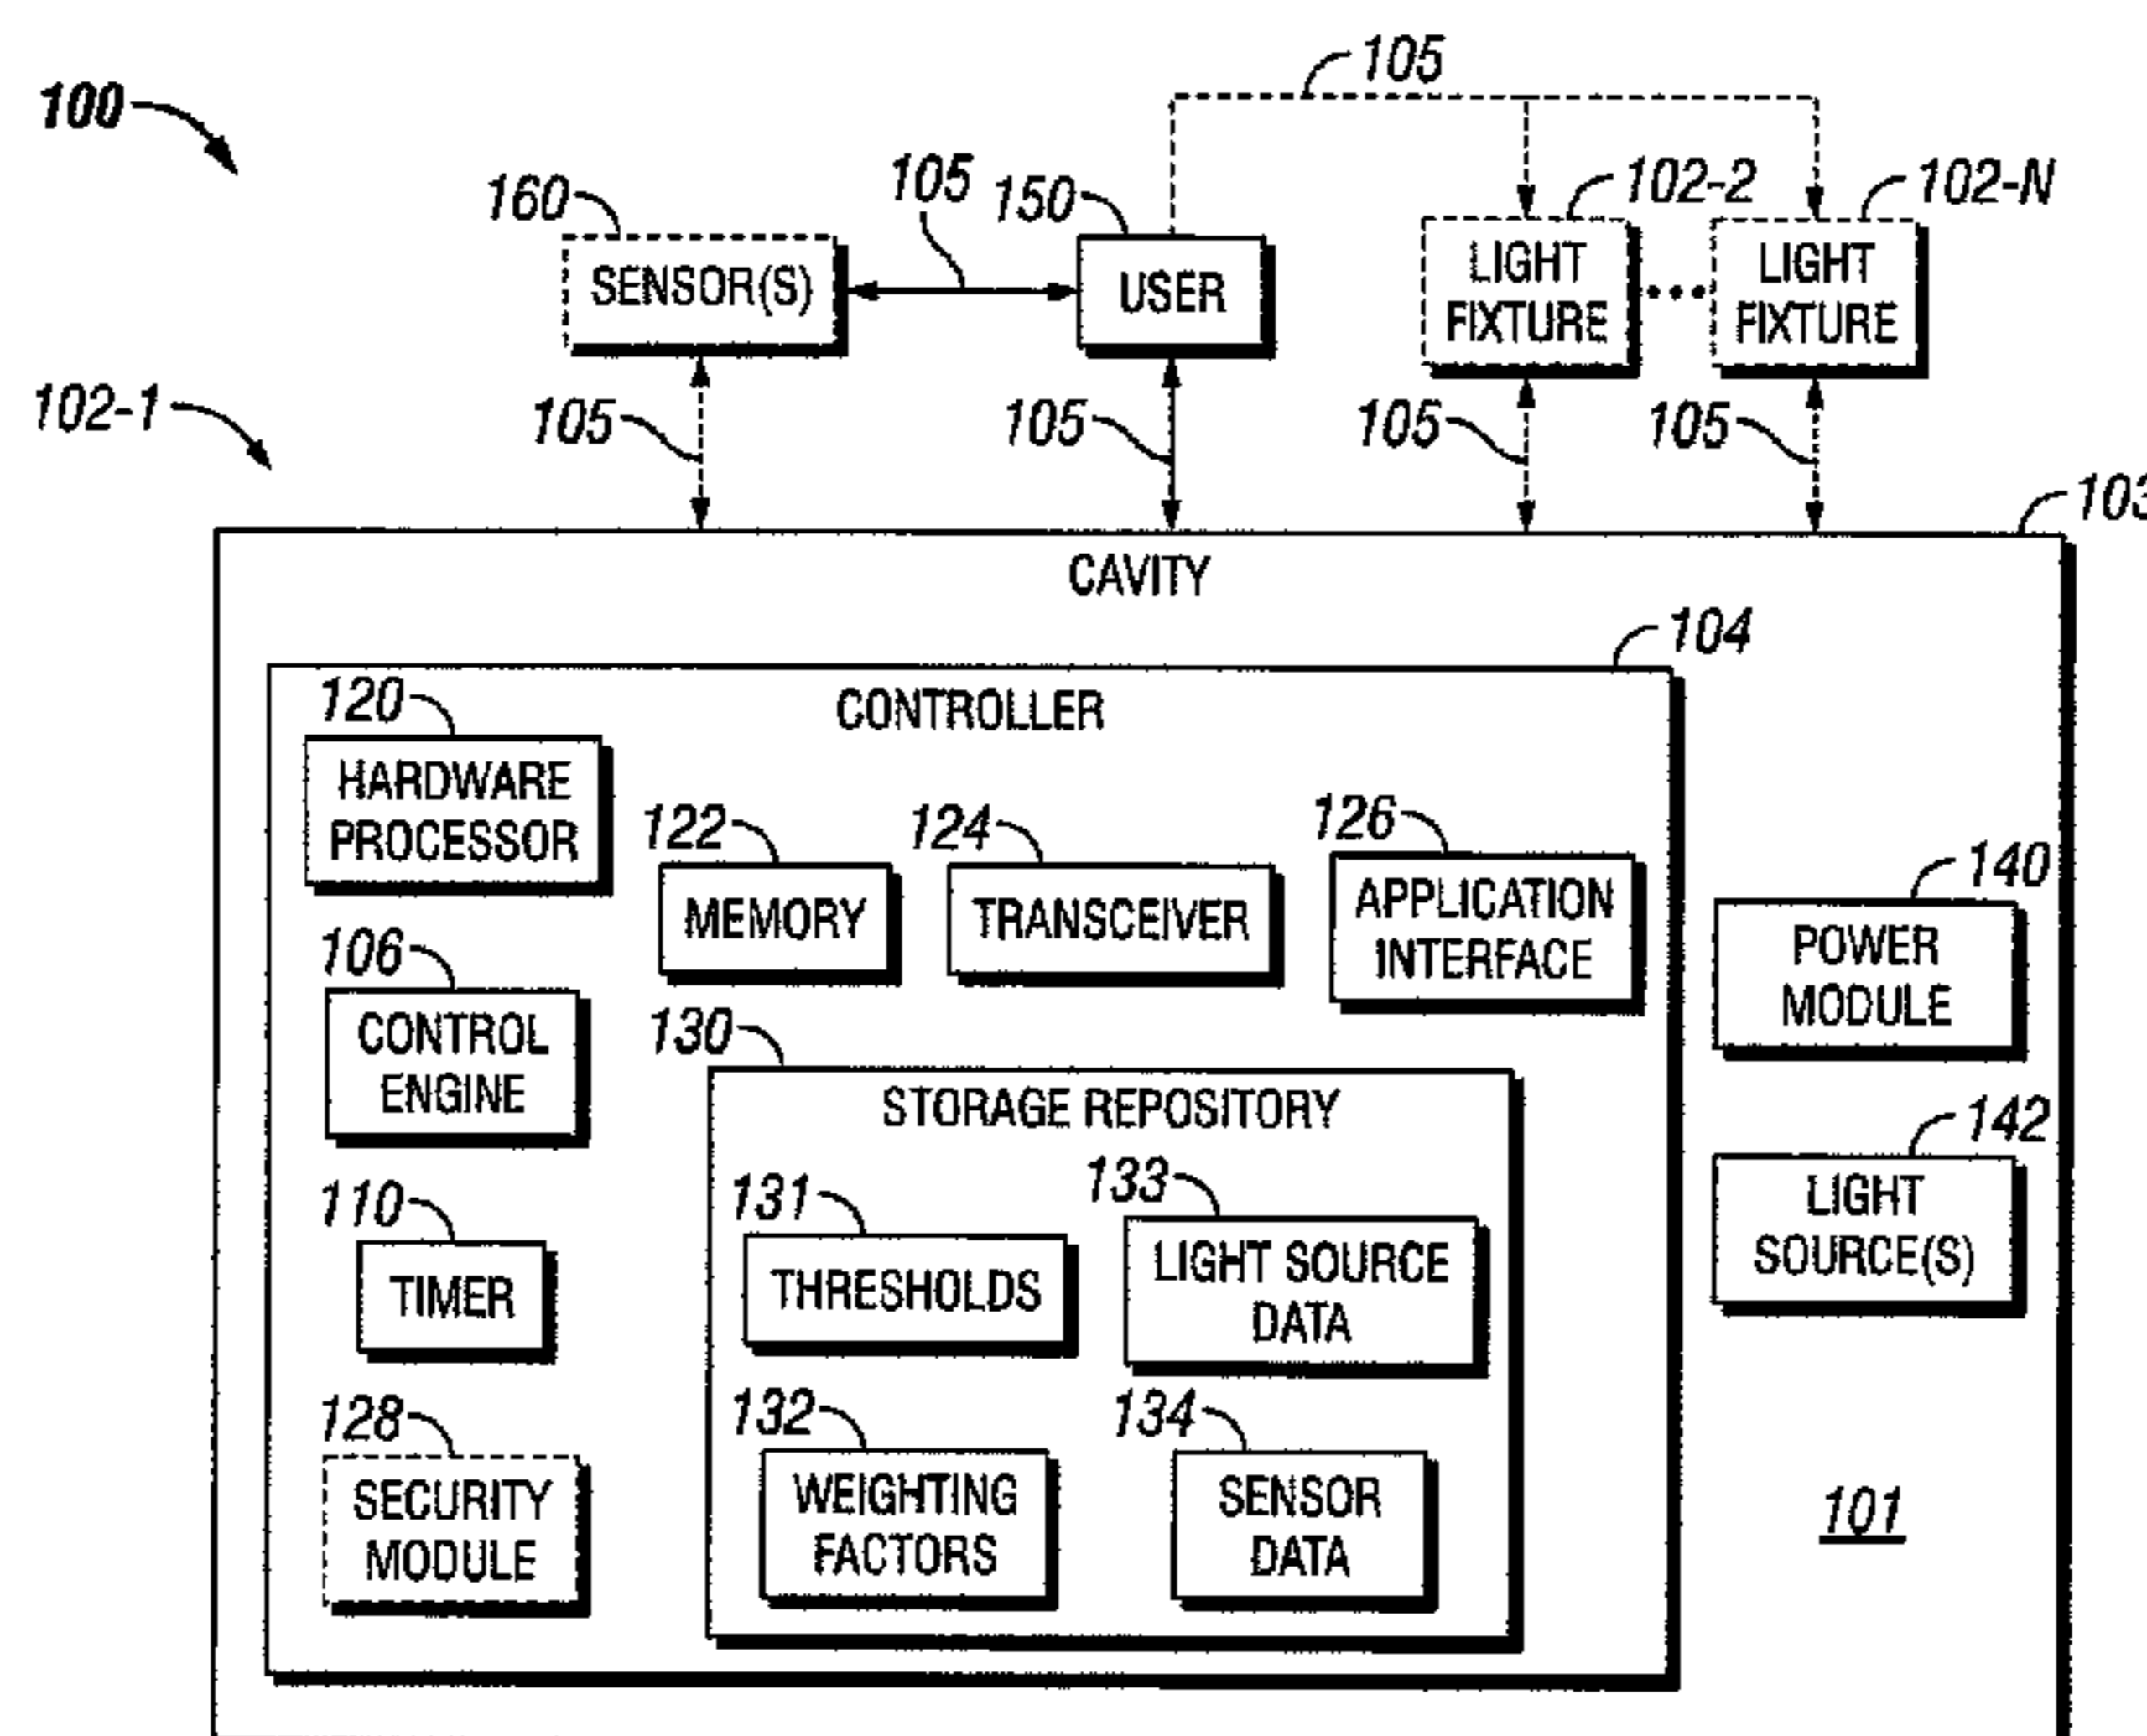 105
100
160
105
150
102-2
102-N
SENSOR(S)
USER
LIGHT
FIXTURE
LIGHT
FIXTURE
102-1
105
105
105
105
103
CAVITY
104
CONTROLLER
120
HARDWARE
PROCESSOR
122
MEMORY
124
TRANSCEIVER
126
APPLICATION
INTERFACE
140
POWER
MODULE
106
CONTROL
ENGINE
130
STORAGE REPOSITORY
142
LIGHT
SOURCE(S)
110
TIMER
131
THRESHOLDS
133
LIGHT SOURCE
DATA
128
SECURITY
MODULE
132
WEIGHTING
FACTORS
134
SENSOR
DATA
101